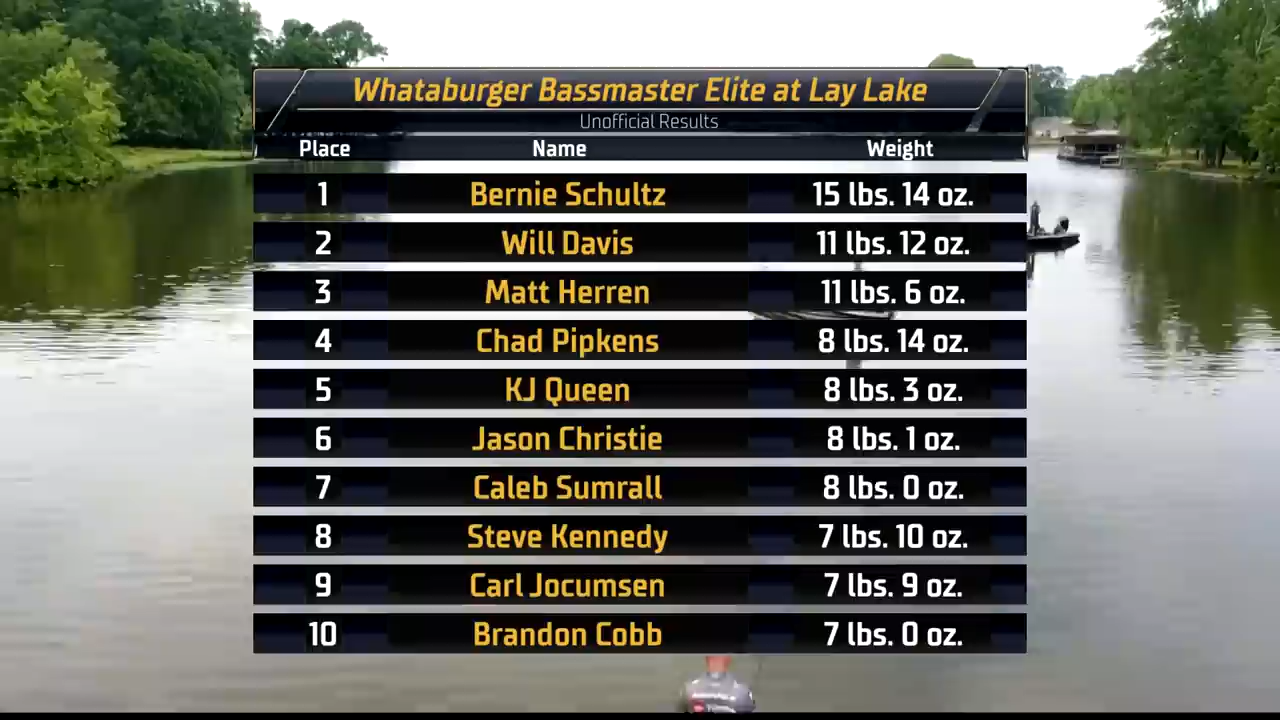 Whataburger Bassmaster Elite at Lay Lake
Unofficial Results
Place Name Weight
1 Bernie Schultz 15 lbs. 14 oz.
2 Will Davis 11 lbs. 12 oz.
3 Matt Herren 11 lbs. 6 oz.
4 Chad Pipkens 8 lbs. 14 oz.
5 KJ Queen 8 lbs. 3 oz.
6 Jason Christie 8 lbs. 1 oz.
7 Caleb Sumrall 8 lbs. 0 oz.
8 Steve Kennedy 7 lbs. 10 oz.
9 Carl Jocumsen 7 lbs. 9 oz.
10 Brandon Cobb 7 lbs. 0 oz.